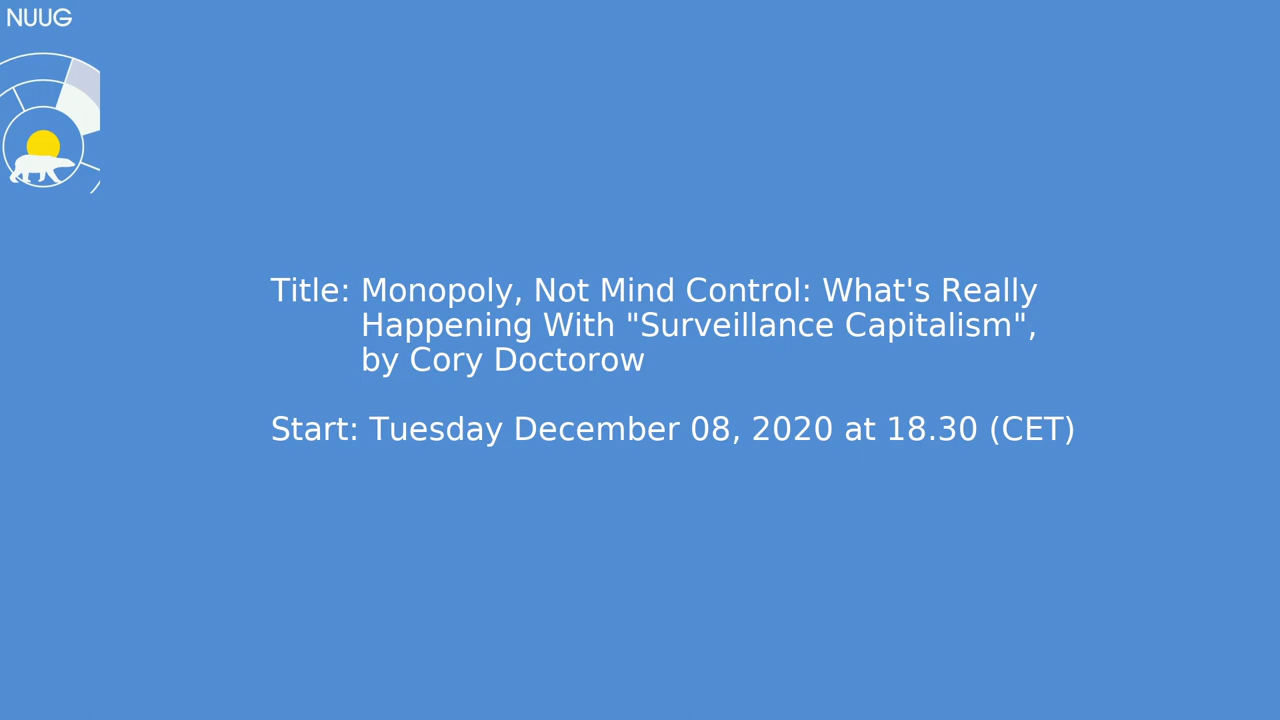 NUUG
Title: Monopoly, Not Mind Control: What's Really
Happening With "Surveillance Capitalism",
by Cory Doctorow
Start: Tuesday December 08, 2020 at 18.30 (CET)